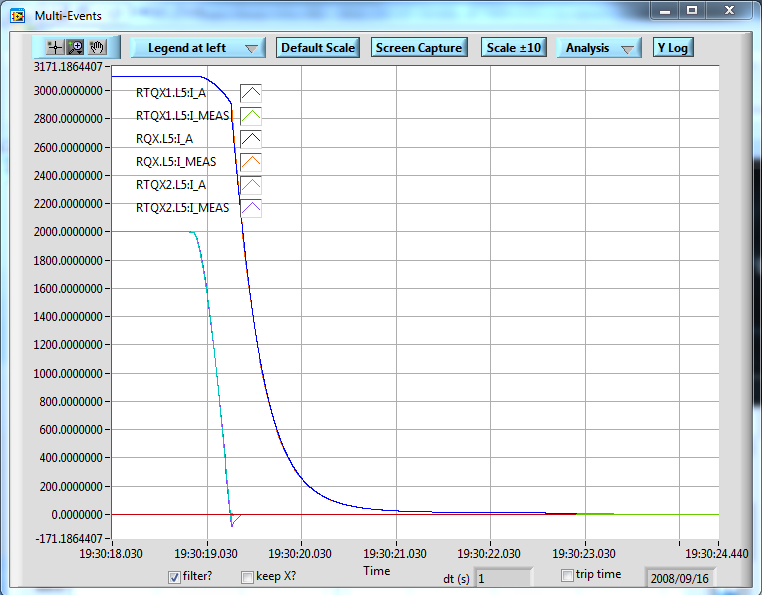 Multi-Events
Legend at left Default Scale Screen Capture Scale ±10 Analysis Y Log
3171.1864407
3000.0000000
2800.0000000
2600.0000000
2400.0000000
2200.0000000
2000.0000000
1800.0000000
1600.0000000
1400.0000000
1200.0000000
1000.0000000
800.0000000
600.0000000
400.0000000
200.0000000
0.0000000
-171.1864407
RTQX1.L5:I_A
RTQX1.L5:I_MEAS
RQX.L5:I_A
RQX.L5:I_MEAS
RTQX2.L5:I_A
RTQX2.L5:I_MEAS
19:30:18.030 19:30:19.030 19:30:20.030 19:30:21.030 19:30:22.030 19:30:23.030 19:30:24.440
Time
filter? keep X? dt (s) 1 trip time 2008/09/16